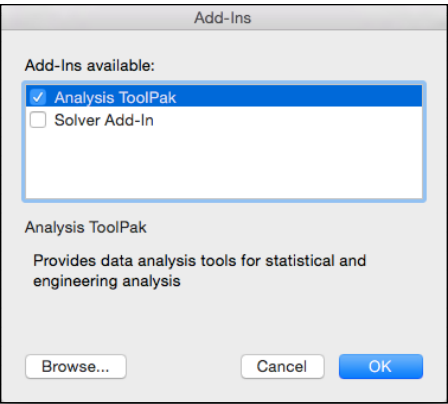 Add-Ins
Add-Ins available:
Analysis ToolPak
Solver Add-In
Analysis ToolPak
Provides data analysis tools for statistical and
engineering analysis
Browse... Cancel OK